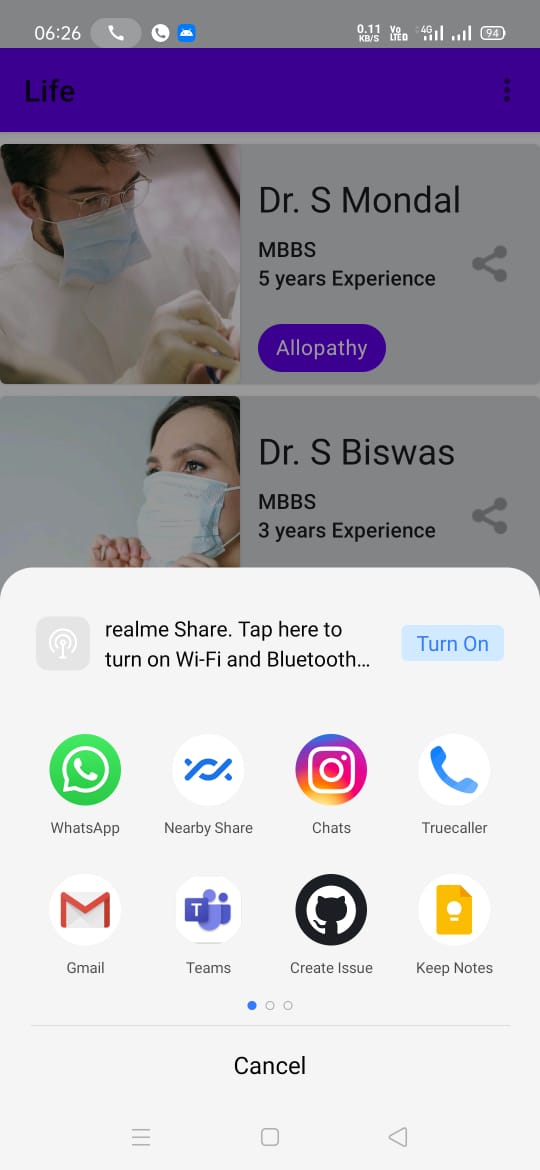 06:26
0.11
KB/S
Vo
LTE
4G
94
Life
Dr. S Mondal
MBBS
5 years Experience
Allopathy
Dr. S Biswas
MBBS
3 years Experience
realme Share. Tap here to
turn on Wi-Fi and Bluetooth…
Turn On
WhatsApp
Nearby Share
Chats
Truecaller
T
Gmail
Teams
Create Issue
Keep Notes
Cancel